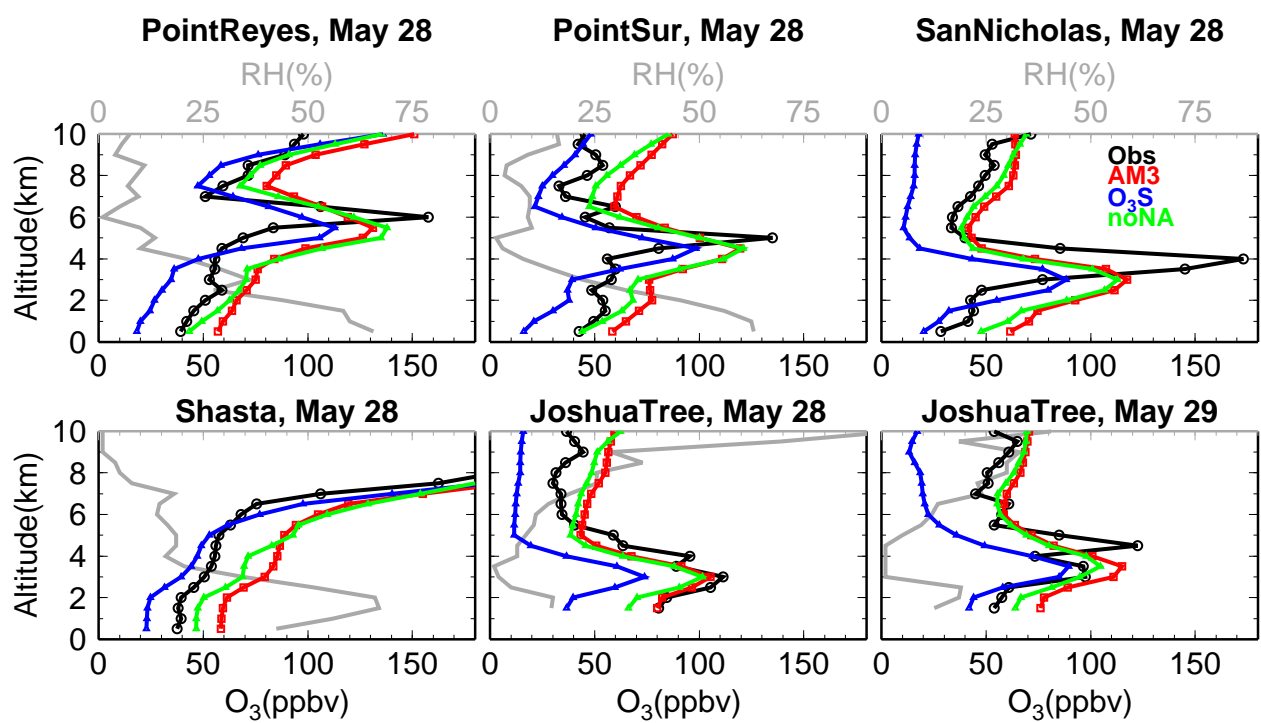 PointReyes, May 28 PointSur, May 28 SanNicholas, May 28
RH(%) RH(%) RH(%)
0 25 50 75 0 25 50 75 0 25 50 75
Altitude(km)
10
8
6
4
2
0
Obs
AM3
O₃S
noNA
0 50 100 150 0 50 100 150 0 50 100 150
Shasta, May 28 JoshuaTree, May 28 JoshuaTree, May 29
Altitude(km)
10
8
6
4
2
0
0 50 100 150 0 50 100 150 0 50 100 150
O₃(ppbv) O₃(ppbv) O₃(ppbv)